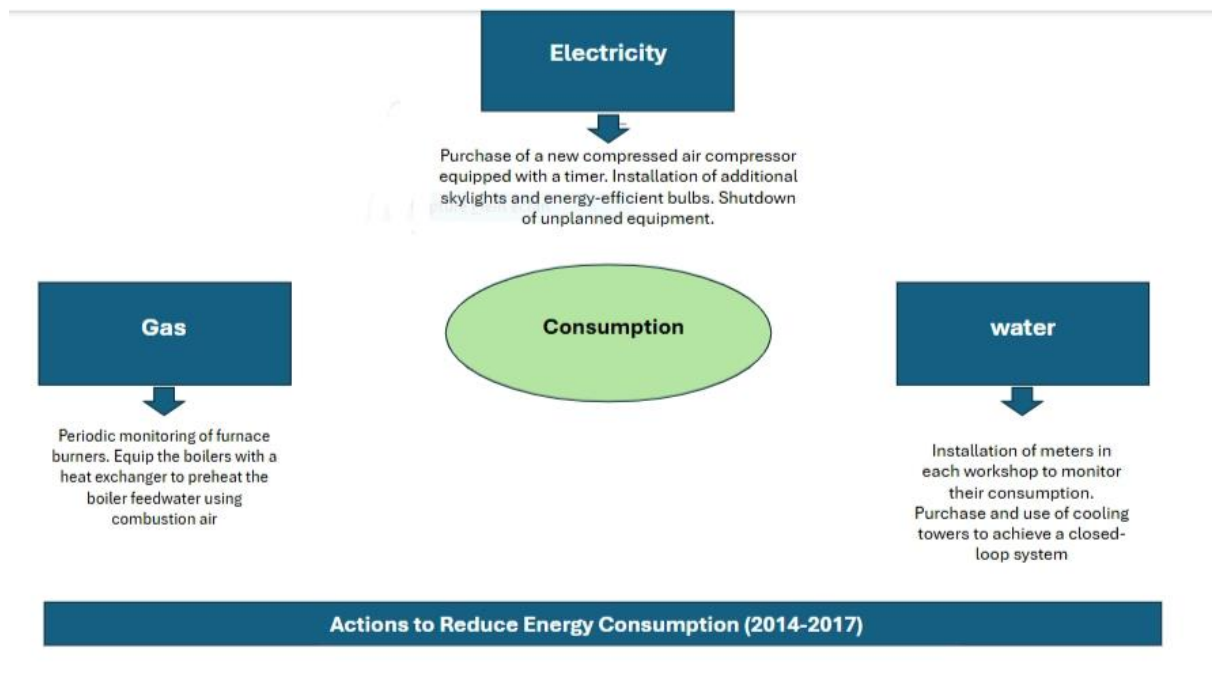 Electricity
Purchase of a new compressed air compressor
equipped with a timer. Installation of additional
skylights and energy-efficient bulbs. Shutdown
of unplanned equipment.
Gas
Consumption
water
Periodic monitoring of furnace
burners. Equip the boilers with a
heat exchanger to preheat the
boiler feedwater using
combustion air
Installation of meters in
each workshop to monitor
their consumption.
Purchase and use of cooling
towers to achieve a closed-
loop system
Actions to Reduce Energy Consumption (2014-2017)